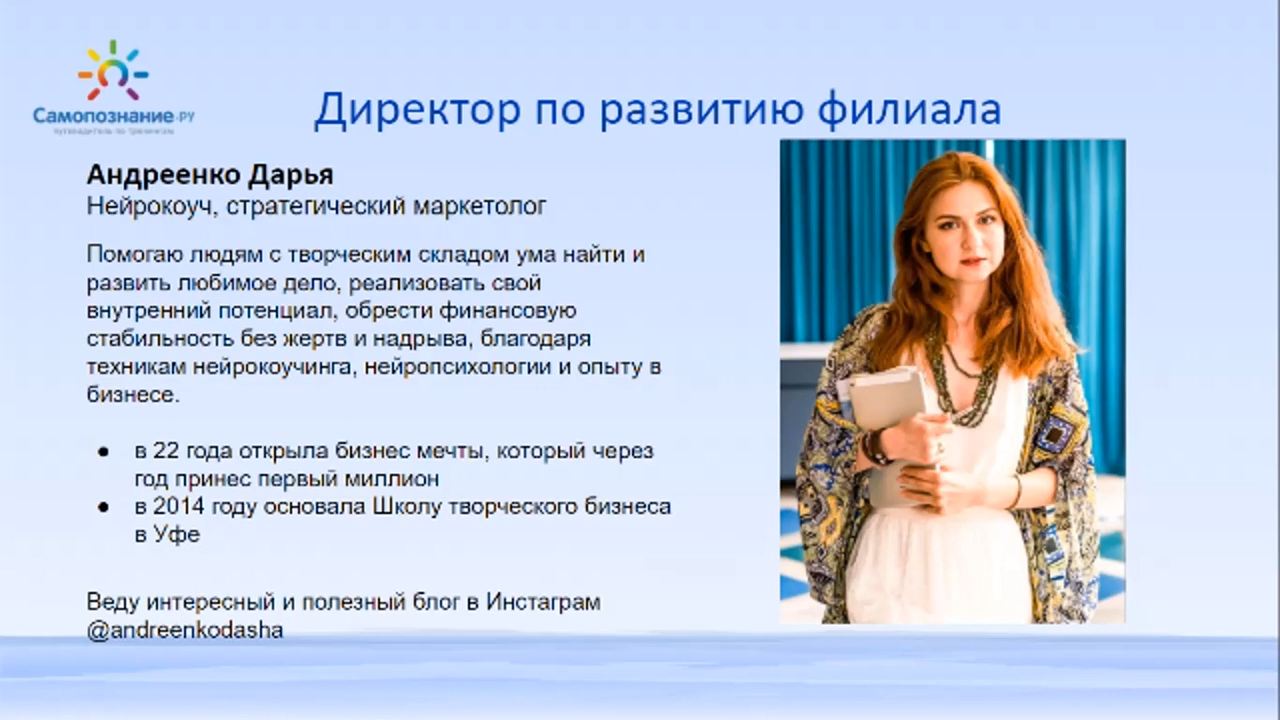 Самопознание.РУ
путеводитель по тренингам
Директор по развитию филиала
Андреенко Дарья
Нейрокоуч, стратегический маркетолог
Помогаю людям с творческим складом ума найти и
развить любимое дело, реализовать свой
внутренний потенциал, обрести финансовую
стабильность без жертв и надрыва, благодаря
техникам нейрокоучинга, нейропсихологии и опыту в
бизнесе.
● в 22 года открыла бизнес мечты, который через
год принес первый миллион
● в 2014 году основала Школу творческого бизнеса
в Уфе
Веду интересный и полезный блог в Инстаграм
@andreenkodasha